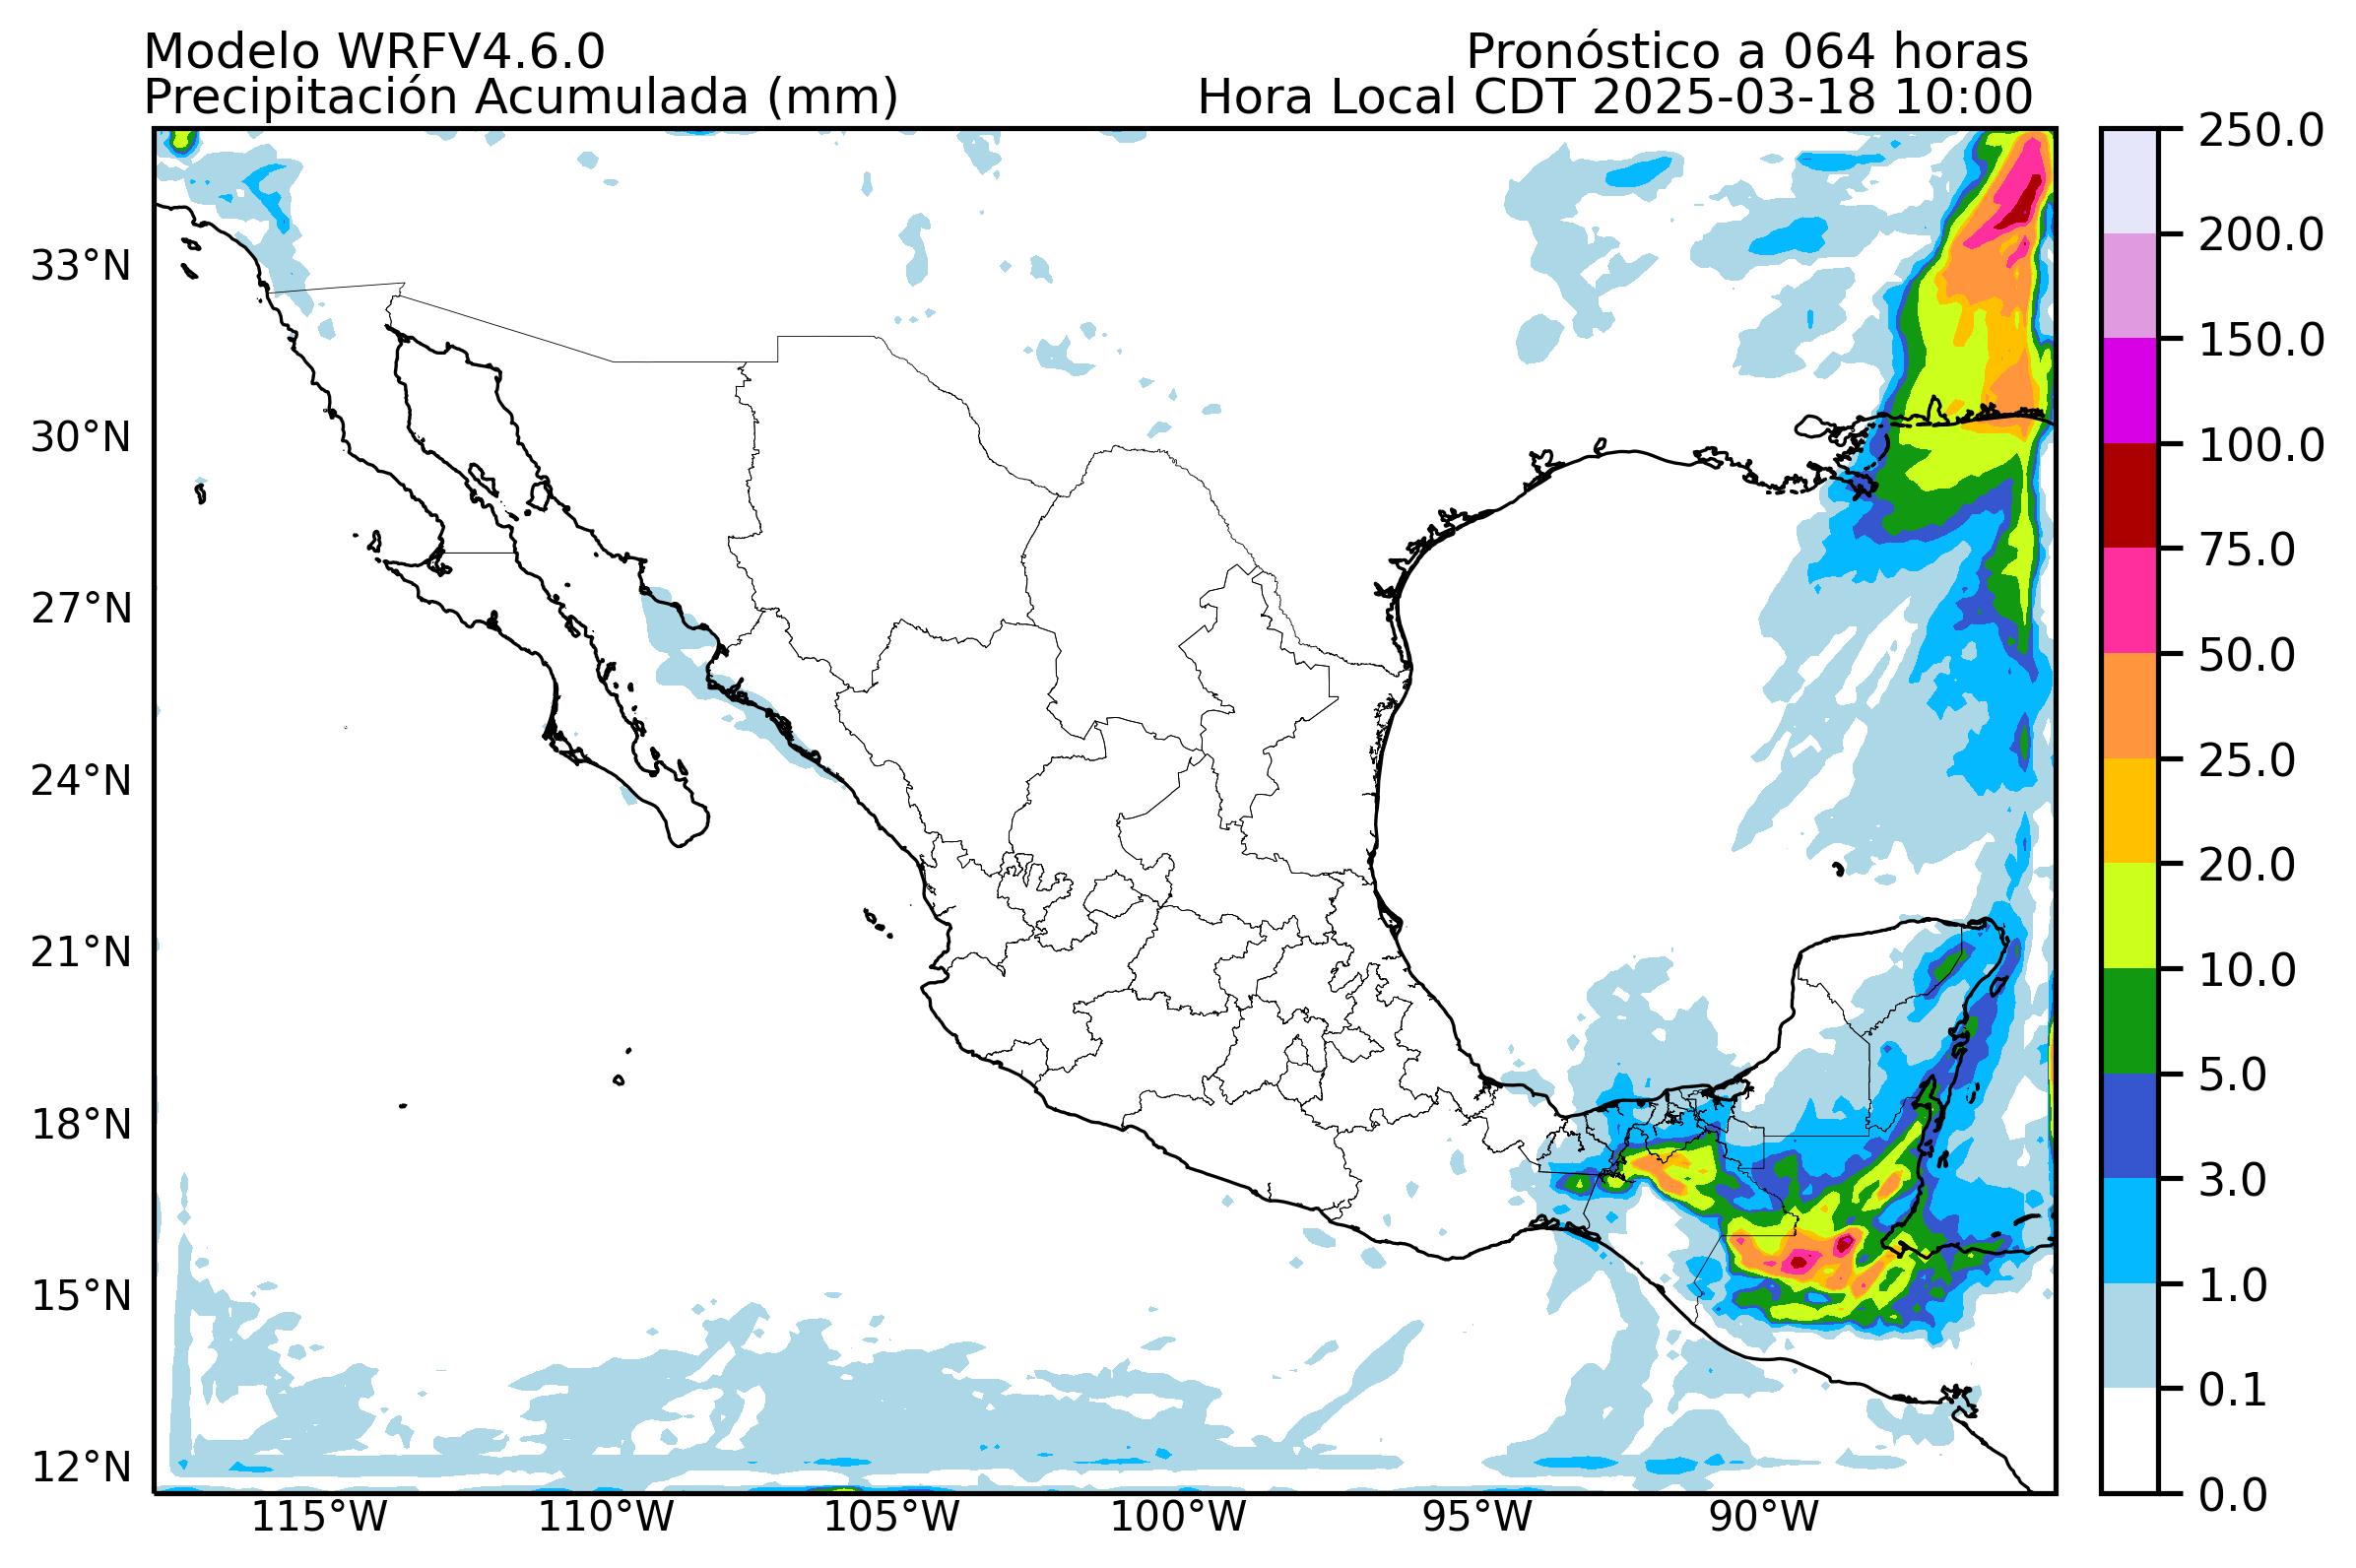 Modelo WRFV4.6.0
Pronóstico a 064 horas
Precipitación Acumulada (mm)
Hora Local CDT 2025-03-18 10:00
33°N
30°N
27°N
24°N
21°N
18°N
15°N
12°N
115°W
110°W
105°W
100°W
95°W
90°W
250.0
200.0
150.0
100.0
75.0
50.0
25.0
20.0
10.0
5.0
3.0
1.0
0.1
0.0